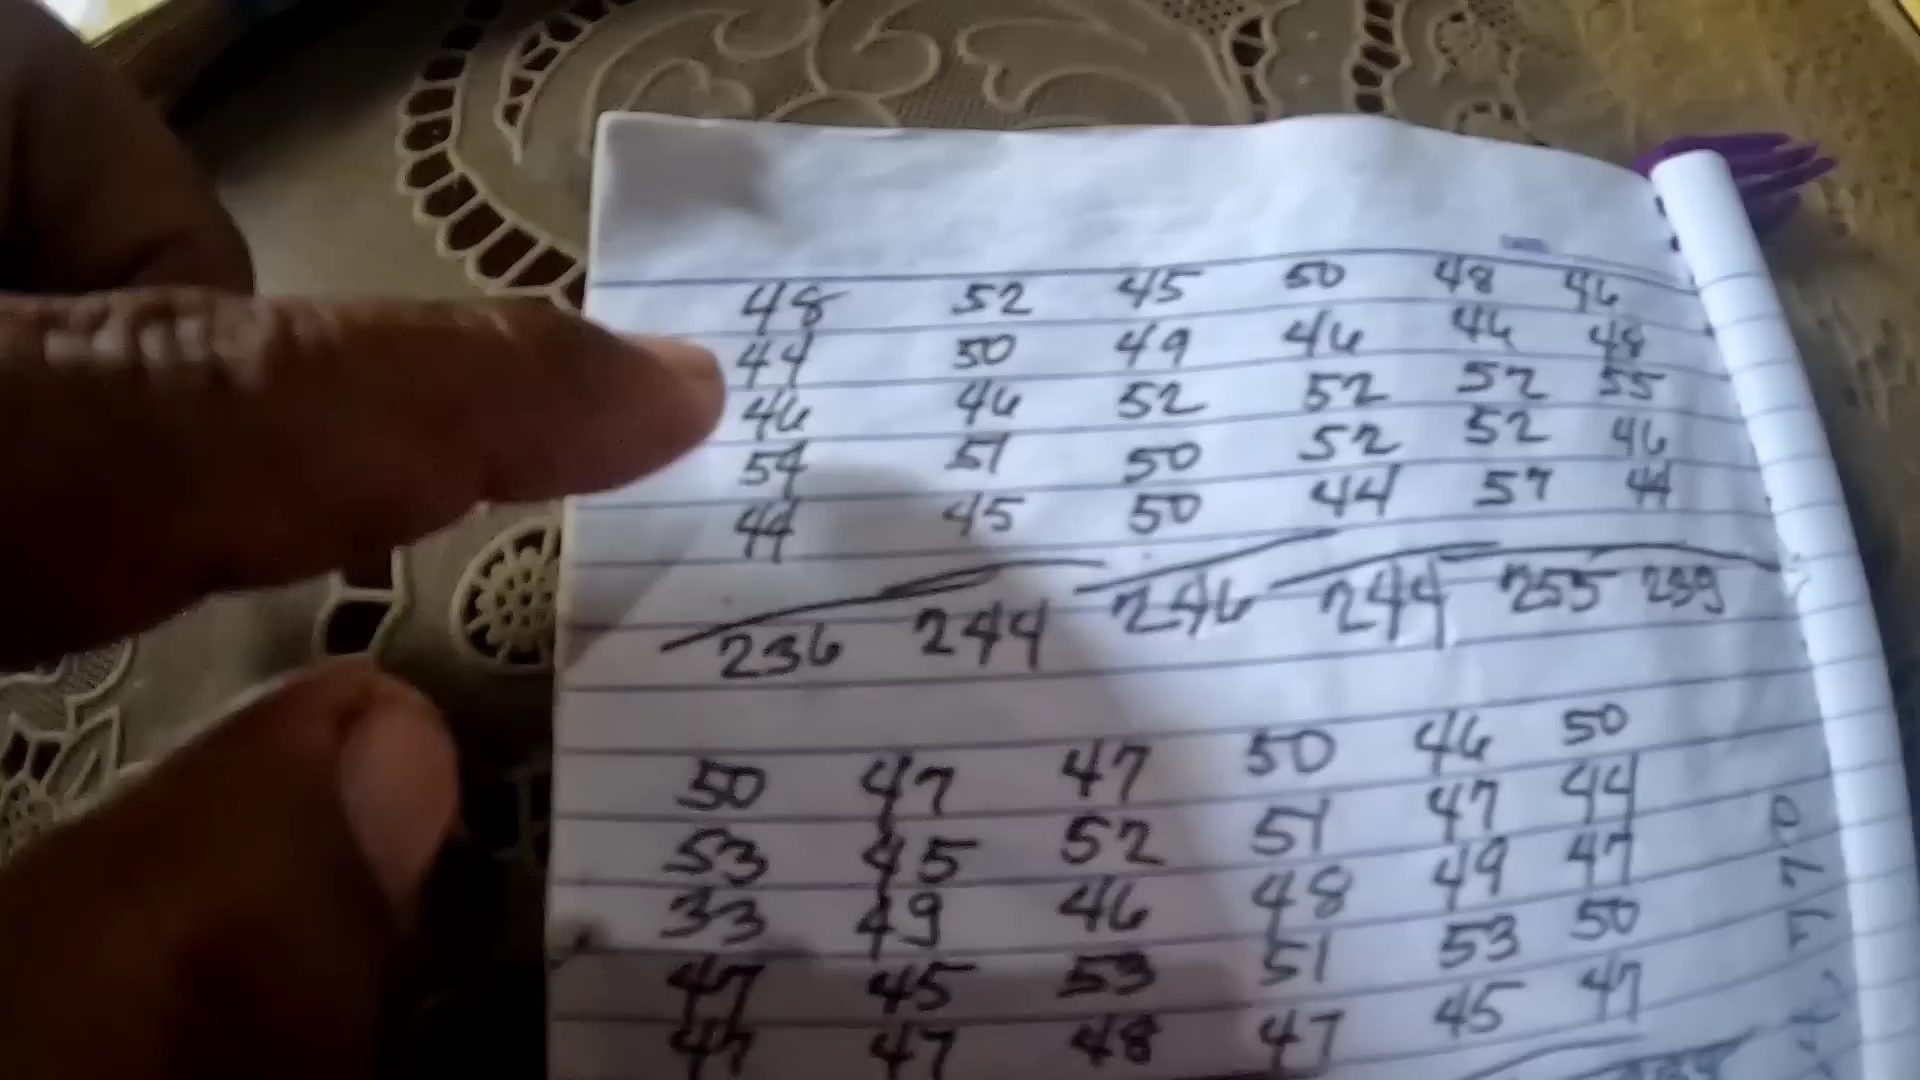 48 52 45 50 48 46
44 50 49 46 46 48
46 46 52 52 52 55
54 51 50 52 52 46
44 45 50 44 57 44
236 244 246 244 255 239
50 47 47 50 46 50
53 45 52 51 47 44
33 49 46 48 49 47
47 45 53 51 53 50
47 47 48 47 45 47